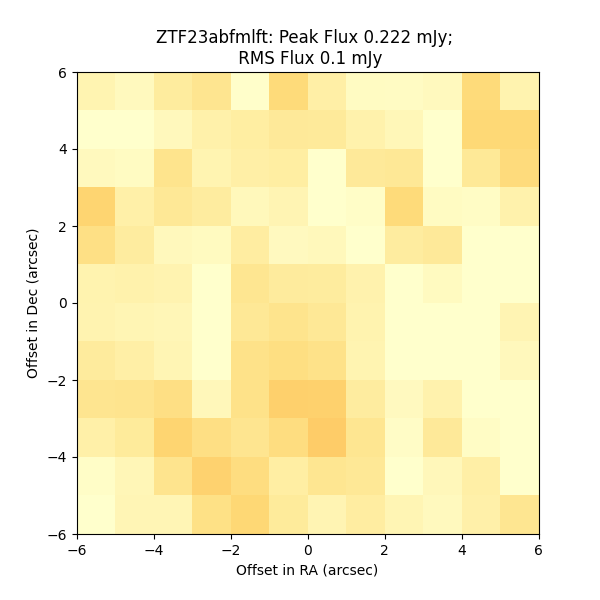 ZTF23abfmlft: Peak Flux 0.222 mJy;
RMS Flux 0.1 mJy
6
4
2
0
−2
−4
−6
Offset in Dec (arcsec)
−6 −4 −2 0 2 4 6
Offset in RA (arcsec)